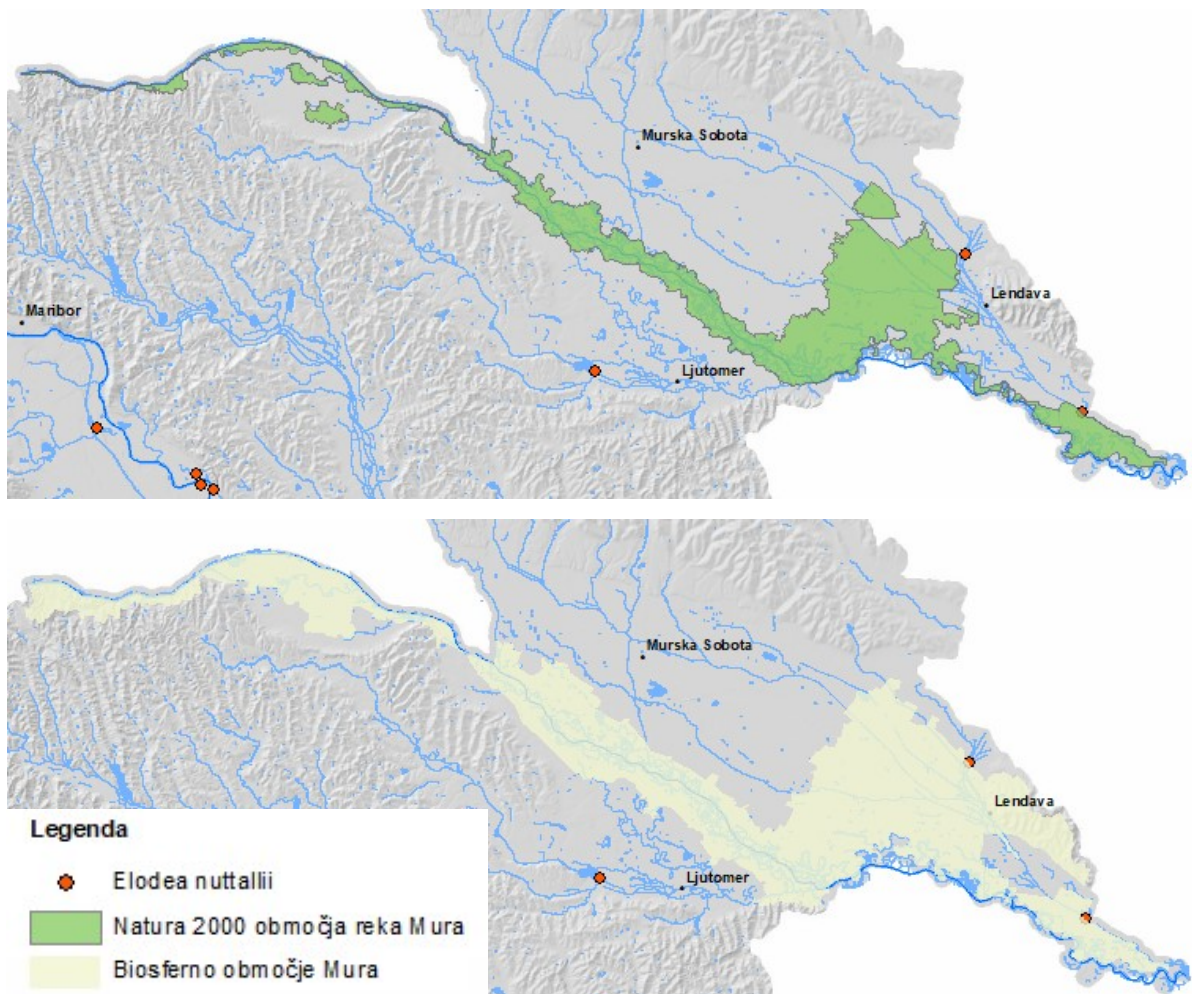 Murska Sobota
Lendava
Maribor
Ljutomer
Murska Sobota
Lendava
Ljutomer
Legenda
Elodea nuttallii
Natura 2000 območja reka Mura
Biosferno območje Mura